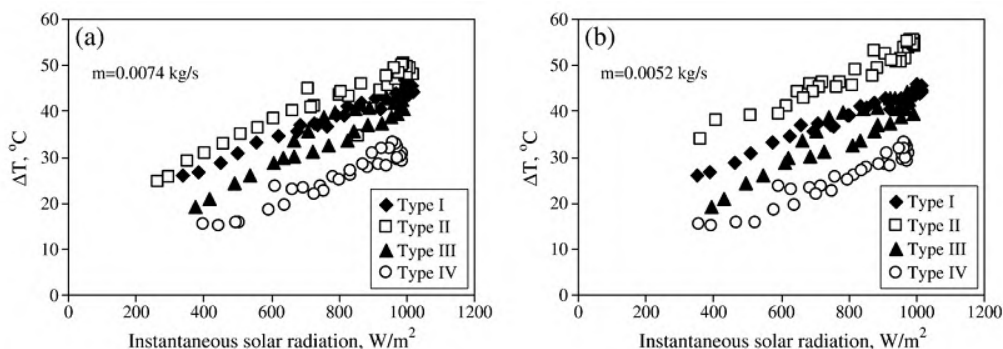 (a)
m=0.0074 kg/s
ΔT, °C
60
50
40
30
20
10
0
0 200 400 600 800 1000 1200
Instantaneous solar radiation, W/m²
Type I
Type II
Type III
Type IV
(b)
m=0.0052 kg/s
ΔT, °C
60
50
40
30
20
10
0
0 200 400 600 800 1000 1200
Instantaneous solar radiation, W/m²
Type I
Type II
Type III
Type IV